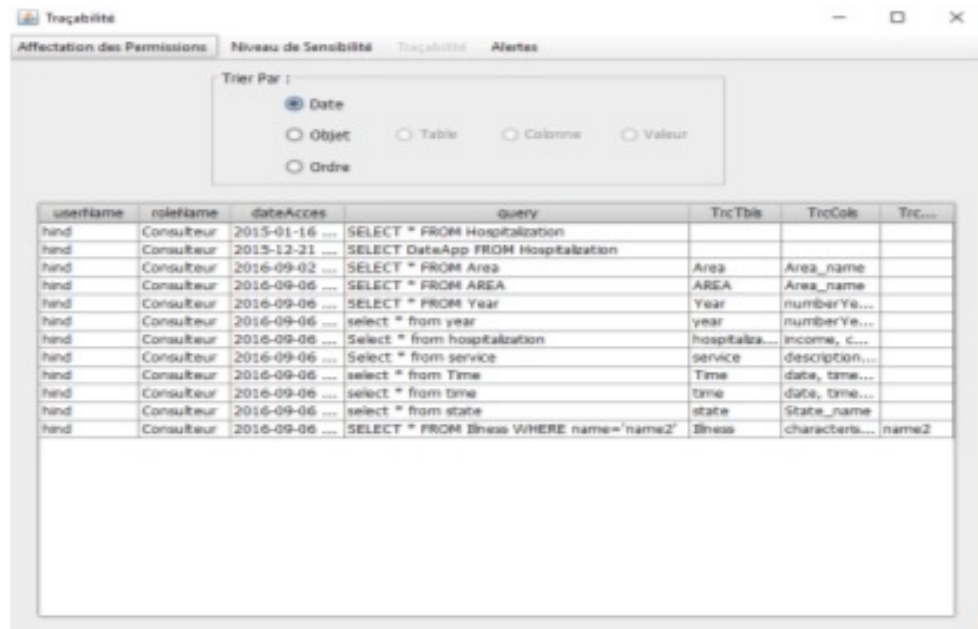 Traçabilité
Affectation des Permissions Niveau de Sensibilité Traçabilité Alertes
Trier Par :
Date
Objet Table Colonne Valeur
Ordre
userName roleName dateAcces query TrcTbls TrcCols Trc...
hind Consulteur 2015-01-16 ... SELECT * FROM Hospitalization
hind Consulteur 2015-12-21 ... SELECT DateApp FROM Hospitalization
hind Consulteur 2016-09-02 ... SELECT * FROM Area Area Area_name
hind Consulteur 2016-09-06 ... SELECT * FROM AREA AREA Area_name
hind Consulteur 2016-09-06 ... SELECT * FROM Year Year numberYe...
hind Consulteur 2016-09-06 ... select * from year year numberYe...
hind Consulteur 2016-09-06 ... Select * from hospitalization hospitaliza... income, c...
hind Consulteur 2016-09-06 ... Select * from service service description...
hind Consulteur 2016-09-06 ... select * from Time Time date, time...
hind Consulteur 2016-09-06 ... select * from time time date, time...
hind Consulteur 2016-09-06 ... select * from state state State_name
hind Consulteur 2016-09-06 ... SELECT * FROM Illness WHERE name='name2' Illness characteris... name2